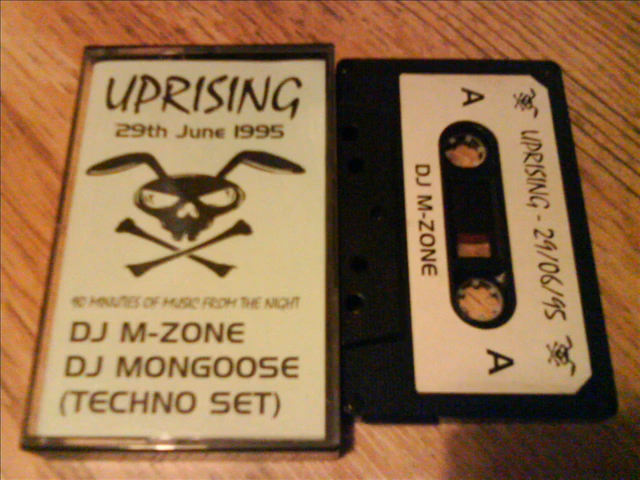 UPRISING
29th June 1995
90 MINUTES OF MUSIC FROM THE NIGHT
DJ M-ZONE
DJ MONGOOSE
(TECHNO SET)
UPRISING - 29/06/95
A
A
DJ M-ZONE